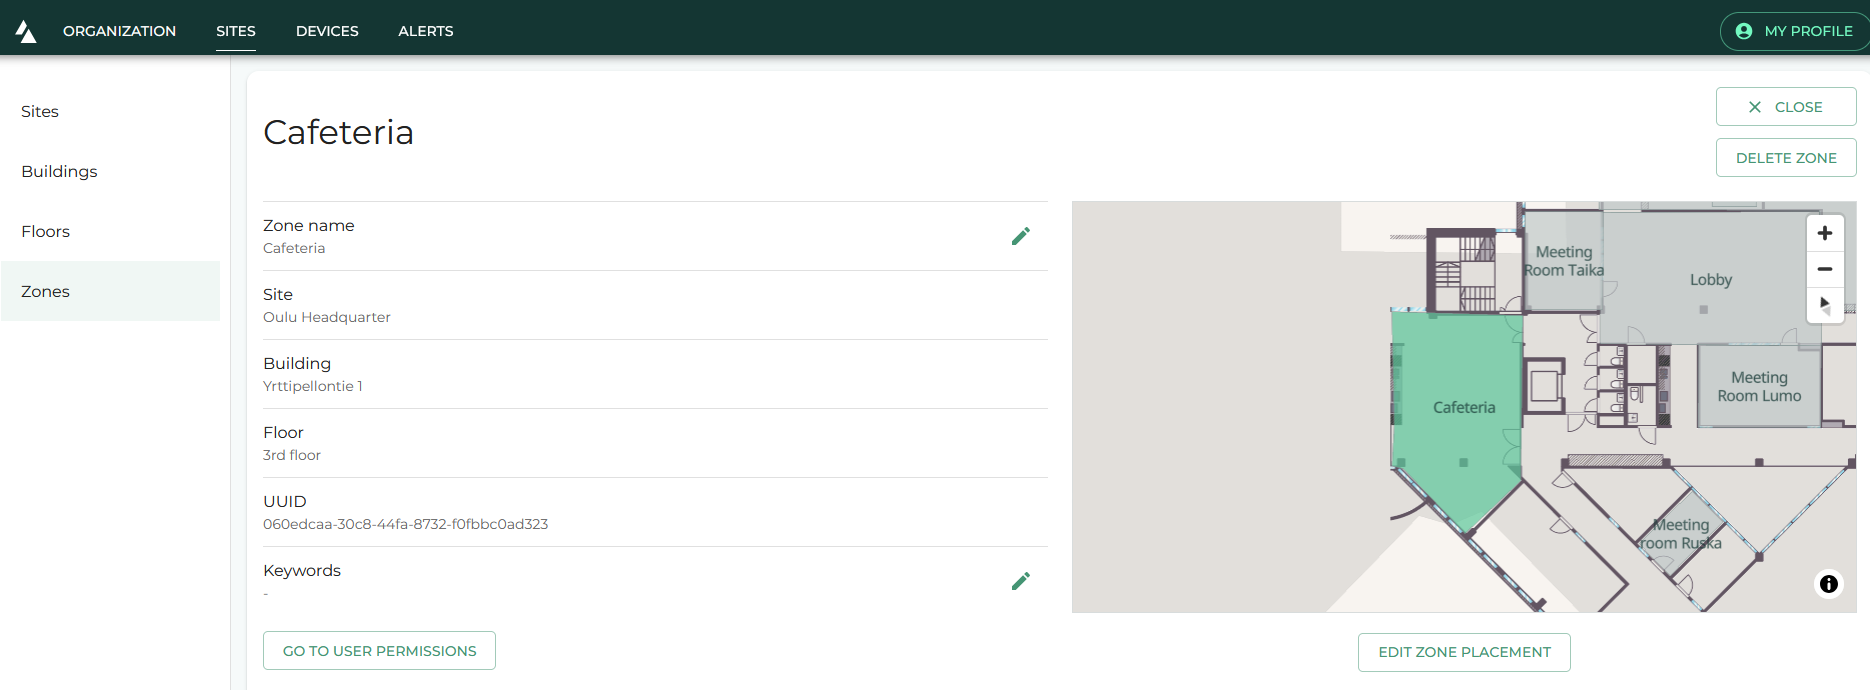 ORGANIZATION
SITES
DEVICES
ALERTS
MY PROFILE
Sites
Buildings
Floors
Zones
Cafeteria
CLOSE
DELETE ZONE
Zone name
Cafeteria
Site
Oulu Headquarter
Building
Yrttipellontie 1
Floor
3rd floor
UUID
060edcaa-30c8-44fa-8732-f0fbbc0ad323
Keywords
-
GO TO USER PERMISSIONS
Meeting
Room Taika
Lobby
Meeting
Room Lumo
Cafeteria
Meeting
room Ruska
EDIT ZONE PLACEMENT